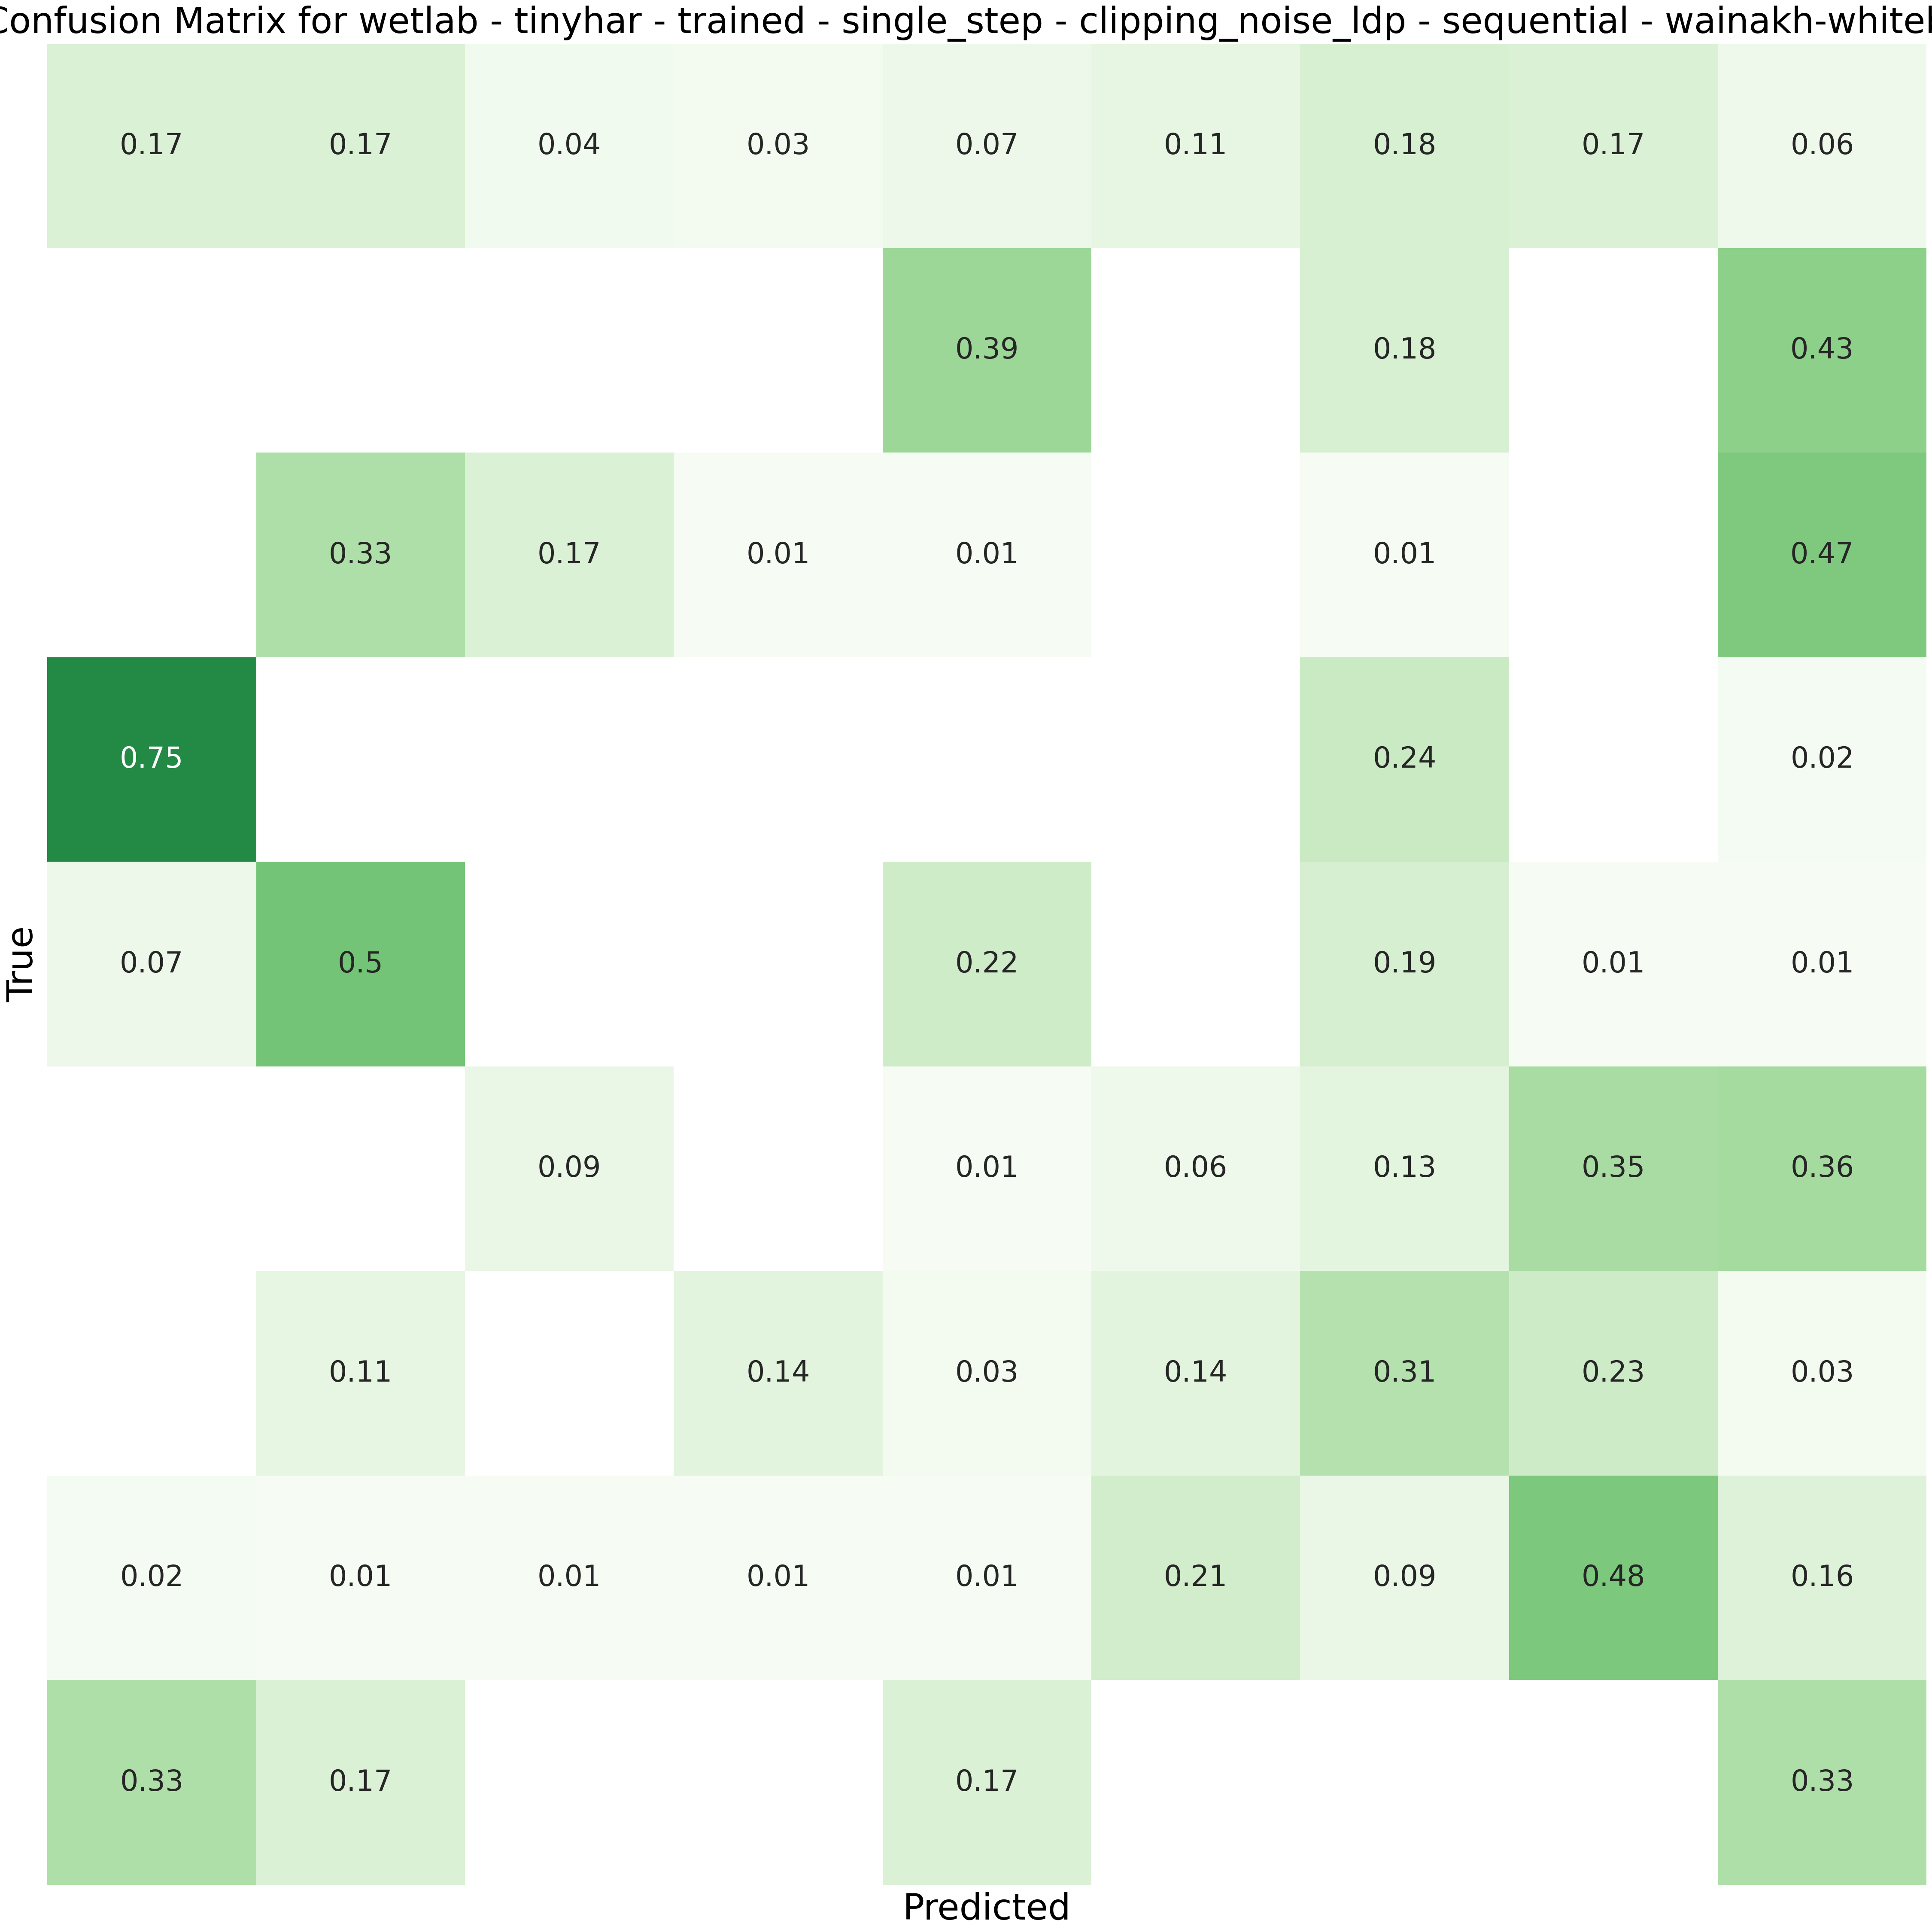 Confusion Matrix for wetlab - tinyhar - trained - single_step - clipping_noise_ldp - sequential - wainakh-white
0.17 0.17 0.04 0.03 0.07 0.11 0.18 0.17 0.06
0.39 0.18 0.43
0.33 0.17 0.01 0.01 0.01 0.47
0.75 0.24 0.02
0.07 0.5 0.22 0.19 0.01 0.01
0.09 0.01 0.06 0.13 0.35 0.36
0.11 0.14 0.03 0.14 0.31 0.23 0.03
0.02 0.01 0.01 0.01 0.01 0.21 0.09 0.48 0.16
0.33 0.17 0.17 0.33
True
Predicted